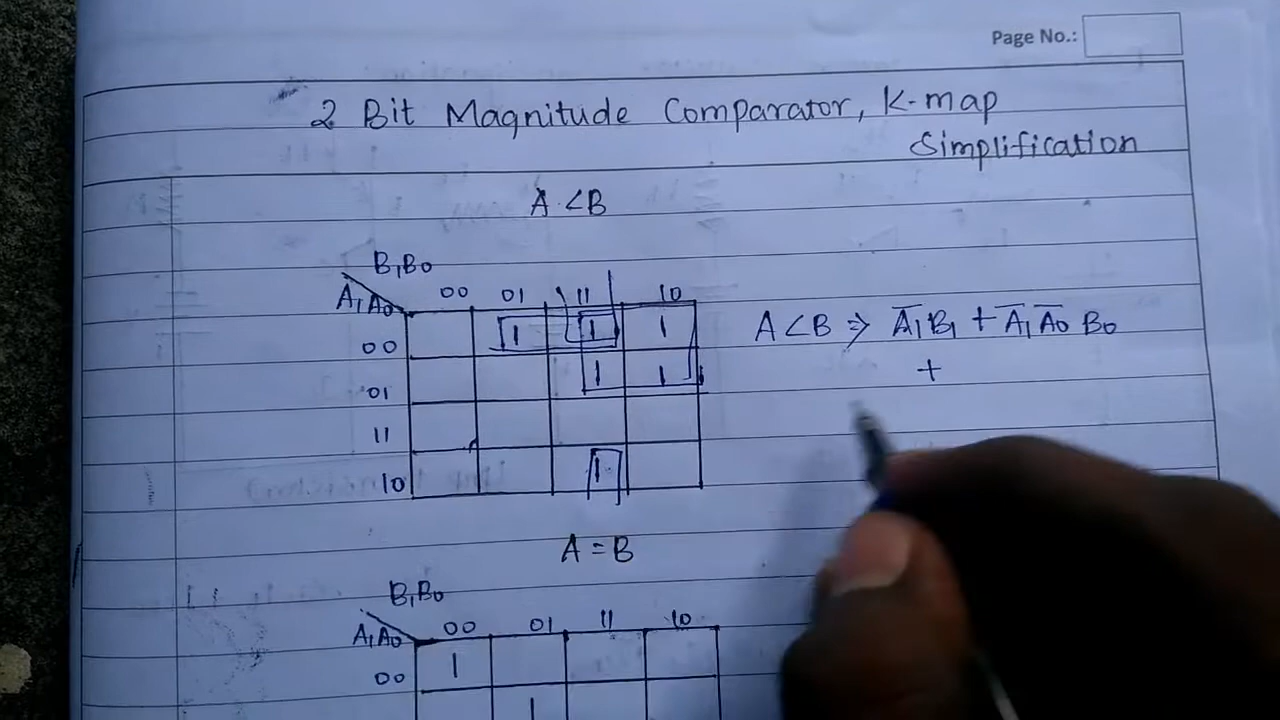 Page No.:
2 Bit Magnitude Comparator, K-map
Simplification
A<B
B₁B₀
A₁A₀ 00 01 11 10
00 1 1 1
01 1 1
11
10 1
A<B ⇒ A̅₁B₁ + A̅₁A̅₀B₀
+
A=B
B₁B₀
A₁A₀ 00 01 11 10
00 1
1